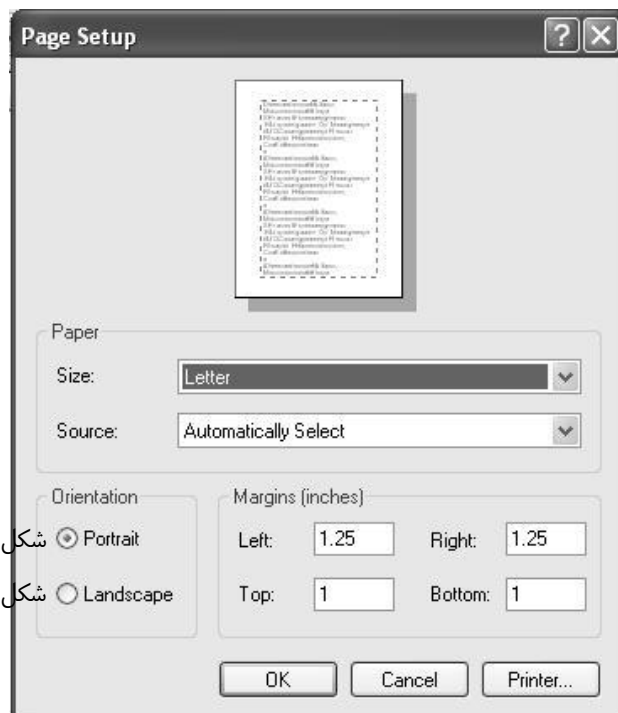 Page Setup
Paper
Size: Letter
Source: Automatically Select
Orientation
Margins (inches)
شكل Portrait
Left: 1.25 Right: 1.25
شكل Landscape
Top: 1 Bottom: 1
OK Cancel Printer...